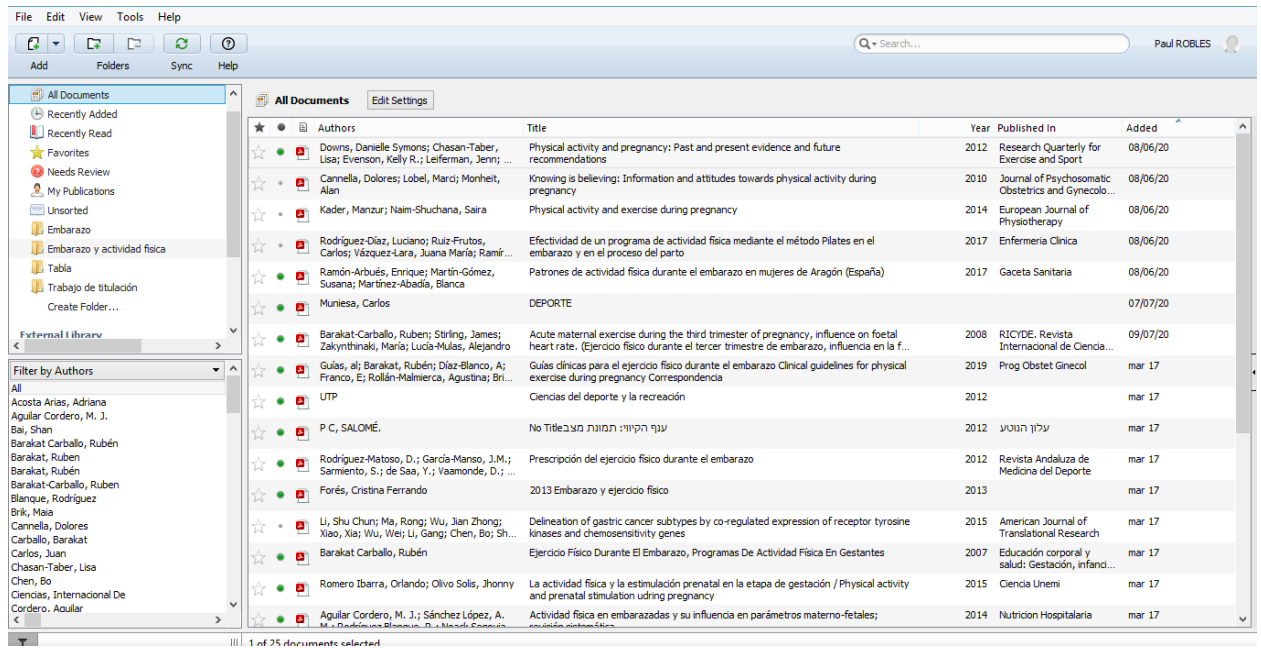 File Edit View Tools Help
Search...
Paul ROBLES
Add Folders Sync Help
All Documents
Recently Added
Recently Read
Favorites
Needs Review
My Publications
Unsorted
Embarazo
Embarazo y actividad física
Tabla
Trabajo de titulación
Create Folder...
External Library
Filter by Authors
All
Acosta Arias, Adriana
Aguilar Cordero, M. J.
Bai, Shan
Barakat Carballo, Rubén
Barakat, Ruben
Barakat, Rubén
Barakat-Carballo, Ruben
Blanque, Rodríguez
Brik, Maia
Cannella, Dolores
Carballo, Barakat
Carlos, Juan
Chasan-Taber, Lisa
Chen, Bo
Ciencias, Internacional De
Cordero, Aguilar
All Documents Edit Settings
Authors Title Year Published In Added
Downs, Danielle Symons; Chasan-Taber, Physical activity and pregnancy: Past and present evidence and future 2012 Research Quarterly for 08/06/20
Lisa; Evenson, Kelly R.; Leiferman, Jenn; ... recommendations Exercise and Sport
Cannella, Dolores; Lobel, Marci; Monheit, Knowing is believing: Information and attitudes towards physical activity during 2010 Journal of Psychosomatic 08/06/20
Alan pregnancy Obstetrics and Gynecolo...
Kader, Manzur; Naim-Shuchana, Saira Physical activity and exercise during pregnancy 2014 European Journal of 08/06/20
Physiotherapy
Rodríguez-Díaz, Luciano; Ruiz-Frutos, Efectividad de un programa de actividad física mediante el método Pilates en el 2017 Enfermeria Clinica 08/06/20
Carlos; Vázquez-Lara, Juana María; Ramír... embarazo y en el proceso del parto
Ramón-Arbués, Enrique; Martín-Gómez, Patrones de actividad física durante el embarazo en mujeres de Aragón (España) 2017 Gaceta Sanitaria 08/06/20
Susana; Martínez-Abadía, Blanca
Muniesa, Carlos DEPORTE 07/07/20
Barakat-Carballo, Ruben; Stirling, James; Acute maternal exercise during the third trimester of pregnancy, influence on foetal 2008 RICYDE. Revista 09/07/20
Zakynthinaki, María; Lucía-Mulas, Alejandro heart rate. (Ejercicio físico durante el tercer trimestre de embarazo, influencia en la f... Internacional de Ciencia...
Guías, al; Barakat, Rubén; Díaz-Blanco, A; Guías clínicas para el ejercicio físico durante el embarazo Clinical guidelines for physical 2019 Prog Obstet Ginecol mar 17
Franco, E; Rollán-Malmierca, Agustina; Bri... exercise during pregnancy Correspondencia
UTP Ciencias del deporte y la recreación 2012 mar 17
P C, SALOMÉ. No Titleענף הקיווי: תמונת מצב 2012 עלון הנוטע mar 17
Rodríguez-Matoso, D.; García-Manso, J.M.; Prescripción del ejercicio físico durante el embarazo 2012 Revista Andaluza de mar 17
Sarmiento, S.; de Saa, Y.; Vaamonde, D.; ... Medicina del Deporte
Forés, Cristina Ferrando 2013 Embarazo y ejercicio físico 2013 mar 17
Li, Shu Chun; Ma, Rong; Wu, Jian Zhong; Delineation of gastric cancer subtypes by co-regulated expression of receptor tyrosine 2015 American Journal of mar 17
Xiao, Xia; Wu, Wei; Li, Gang; Chen, Bo; Sh... kinases and chemosensitivity genes Translational Research
Barakat Carballo, Rubén Ejercicio Físico Durante El Embarazo, Programas De Actividad Física En Gestantes 2007 Educación corporal y mar 17
salud: Gestación, infanci...
Romero Ibarra, Orlando; Olivo Solis, Jhonny La actividad física y la estimulación prenatal en la etapa de gestación / Physical activity 2015 Ciencia Unemi mar 17
and prenatal stimulation udring pregnancy
Aguilar Cordero, M. J.; Sánchez López, A. Actividad física en embarazadas y su influencia en parámetros materno-fetales; 2014 Nutricion Hospitalaria mar 17
M.; Rodríguez Blanque, R.; Noack Segovia, revisión sistemática
1 of 25 documents selected